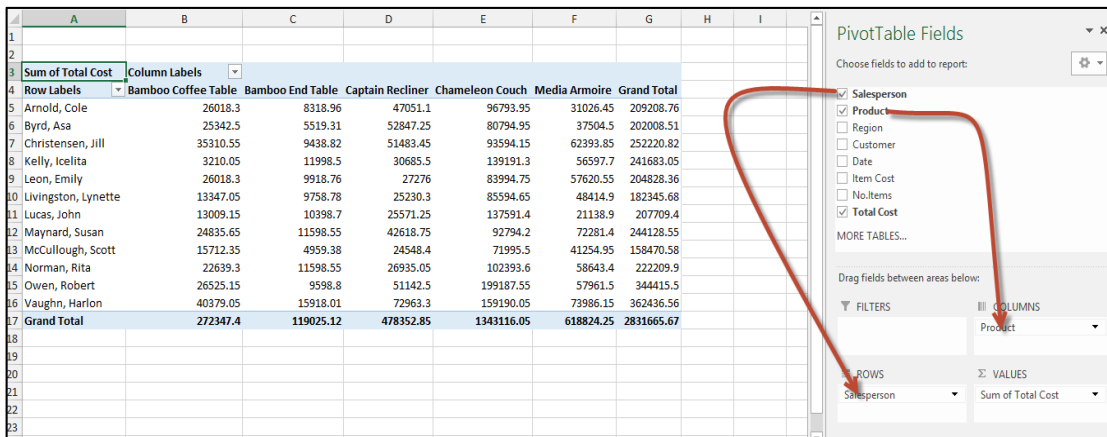 A B C D E F G H I
1
2
3 Sum of Total Cost Column Labels
4 Row Labels Bamboo Coffee Table Bamboo End Table Captain Recliner Chameleon Couch Media Armoire Grand Total
5 Arnold, Cole 26018.3 8318.96 47051.1 96793.95 31026.45 209208.76
6 Byrd, Asa 25342.5 5519.31 52847.25 80794.95 37504.5 202008.51
7 Christensen, Jill 35310.55 9438.82 51483.45 93594.15 62393.85 252220.82
8 Kelly, Icelita 3210.05 11998.5 30685.5 139191.3 56597.7 241683.05
9 Leon, Emily 26018.3 9918.76 27276 83994.75 57620.55 204828.36
10 Livingston, Lynette 13347.05 9758.78 25230.3 85594.65 48414.9 182345.68
11 Lucas, John 13009.15 10398.7 25571.25 137591.4 21138.9 207709.4
12 Maynard, Susan 24835.65 11598.55 42618.75 92794.2 72281.4 244128.55
13 McCullough, Scott 15712.35 4959.38 24548.4 71995.5 41254.95 158470.58
14 Norman, Rita 22639.3 11598.55 26935.05 102393.6 58643.4 222209.9
15 Owen, Robert 26525.15 9598.8 51142.5 199187.55 57961.5 344415.5
16 Vaughn, Harlon 40379.05 15918.01 72963.3 159190.05 73986.15 362436.56
17 Grand Total 272347.4 119025.12 478352.85 1343116.05 618824.25 2831665.67
18
19
20
21
22
23
PivotTable Fields
Choose fields to add to report:
Salesperson
Product
Region
Customer
Date
Item Cost
No.Items
Total Cost
MORE TABLES...
Drag fields between areas below:
FILTERS COLUMNS
Product
ROWS Σ VALUES
Salesperson Sum of Total Cost